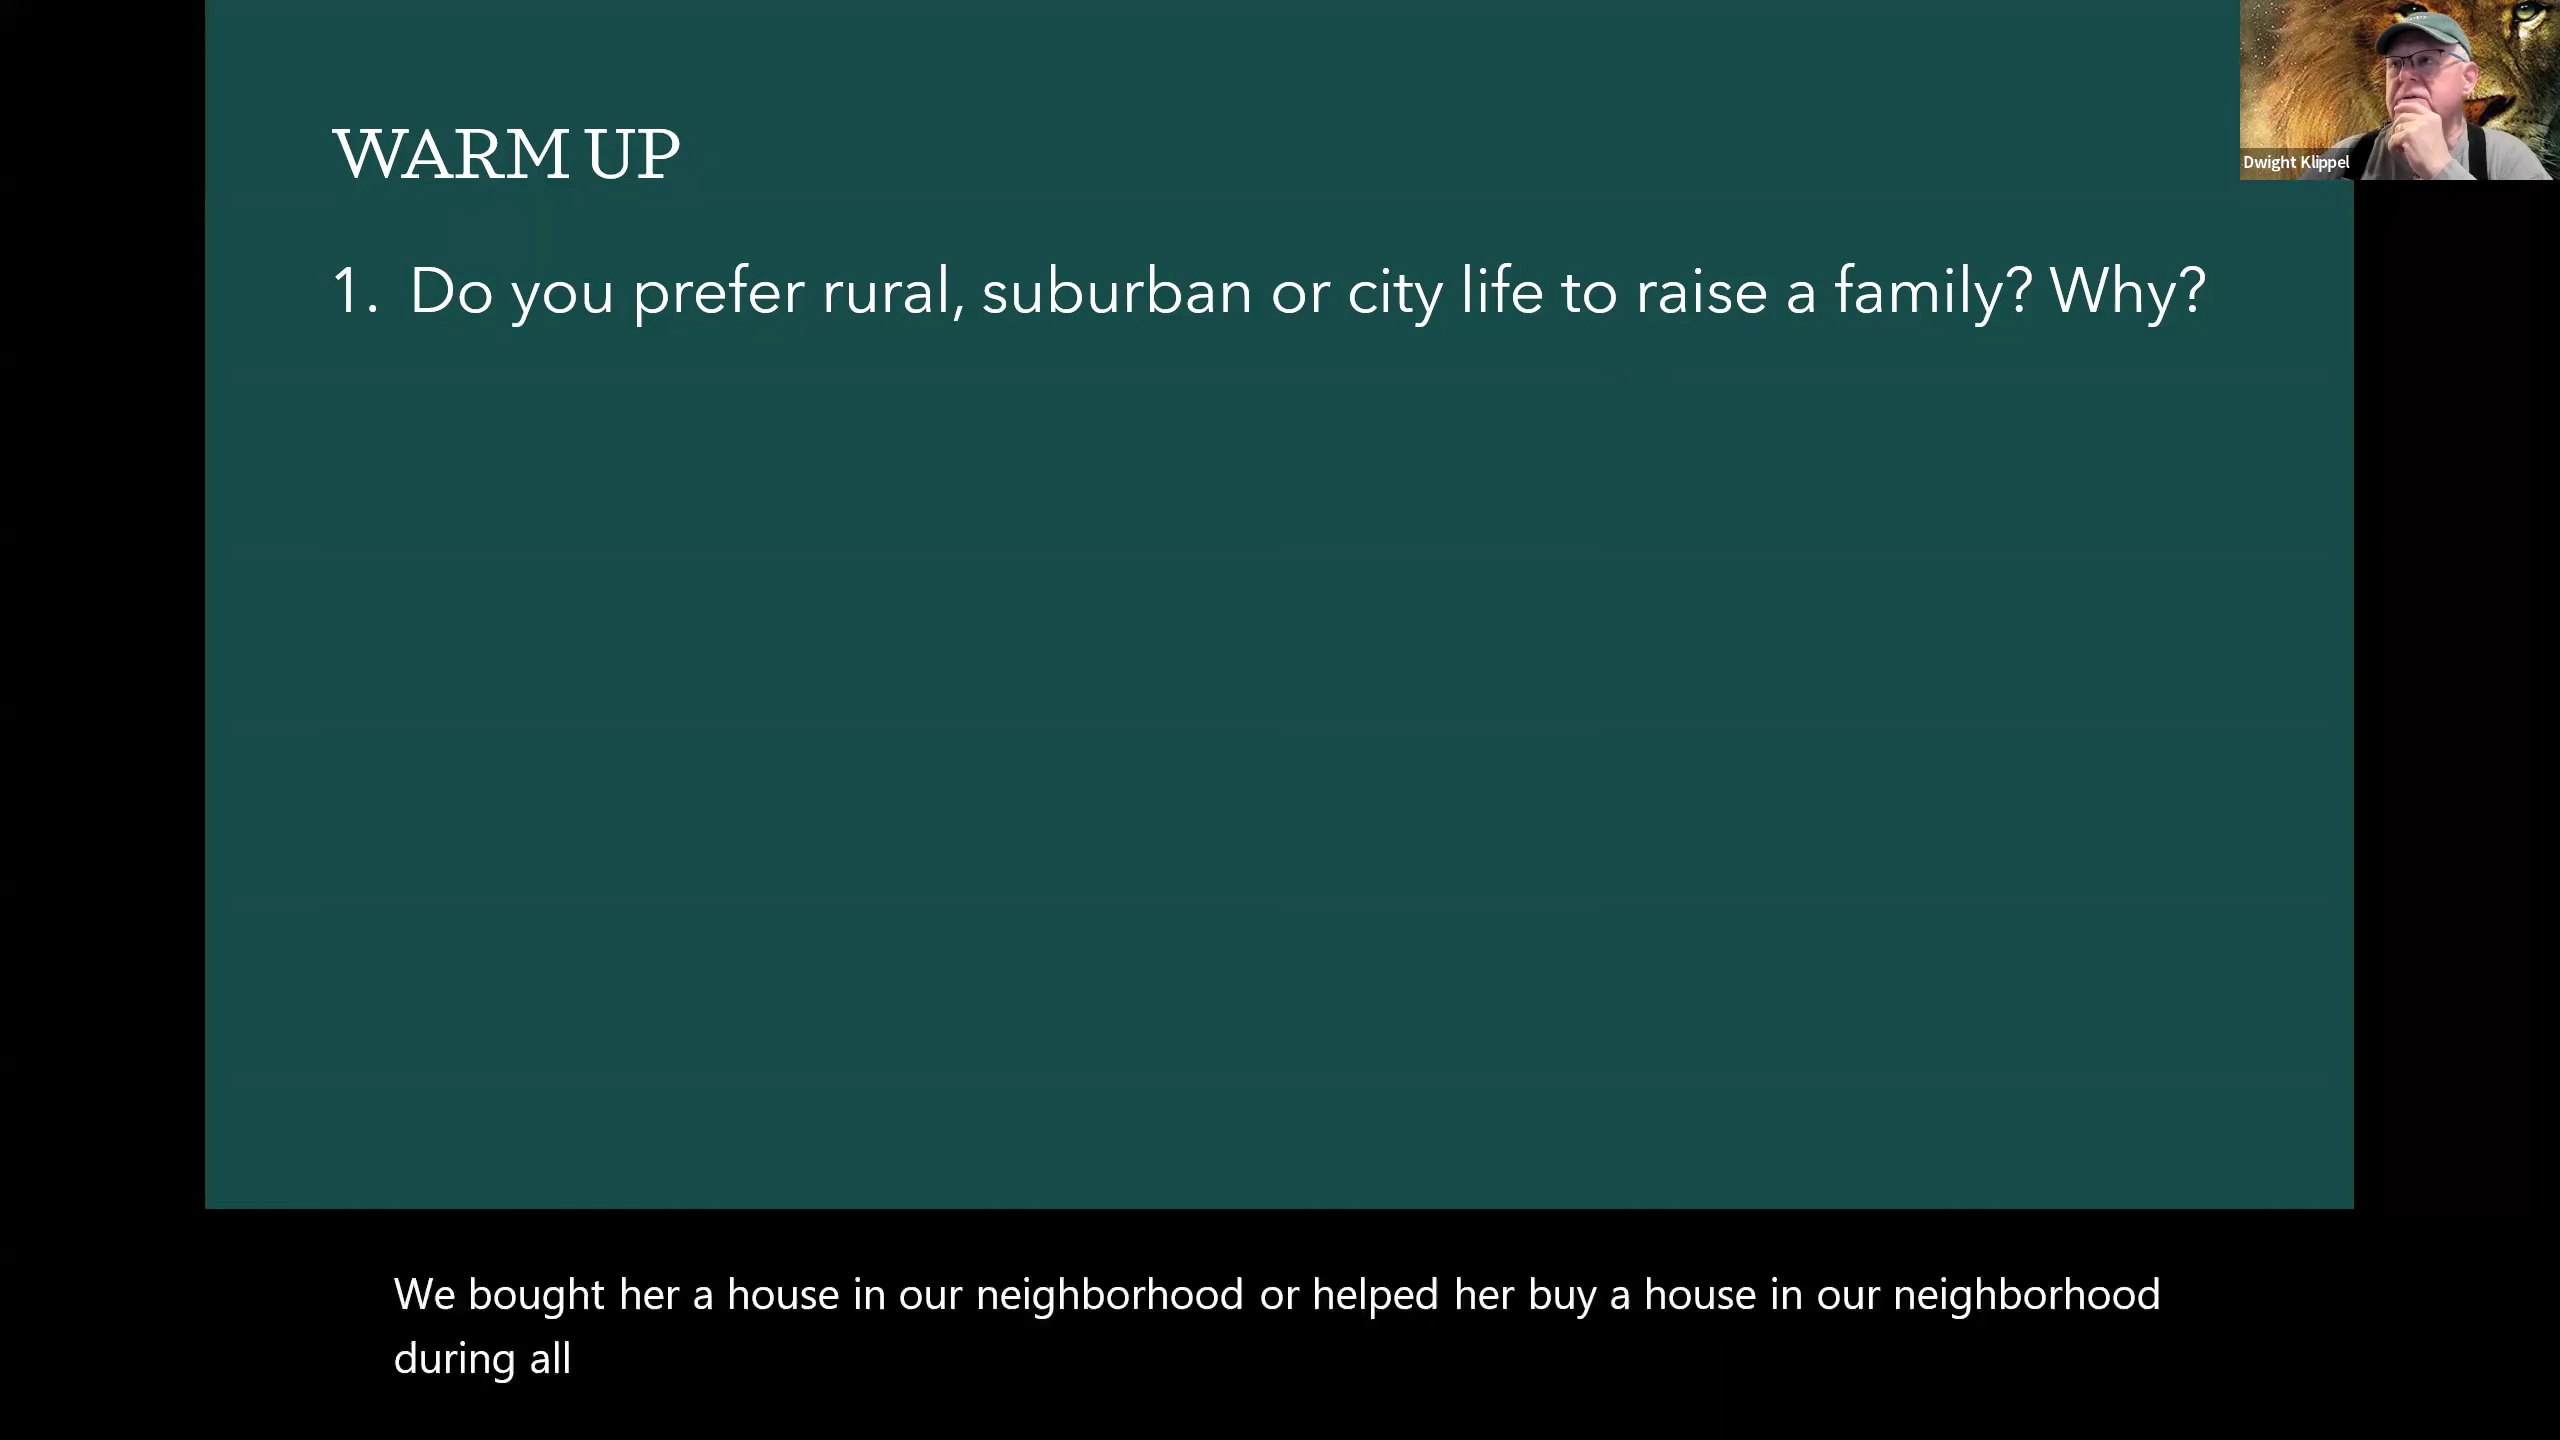 WARM UP
1. Do you prefer rural, suburban or city life to raise a family? Why?
Dwight Klippel
We bought her a house in our neighborhood or helped her buy a house in our neighborhood
during all